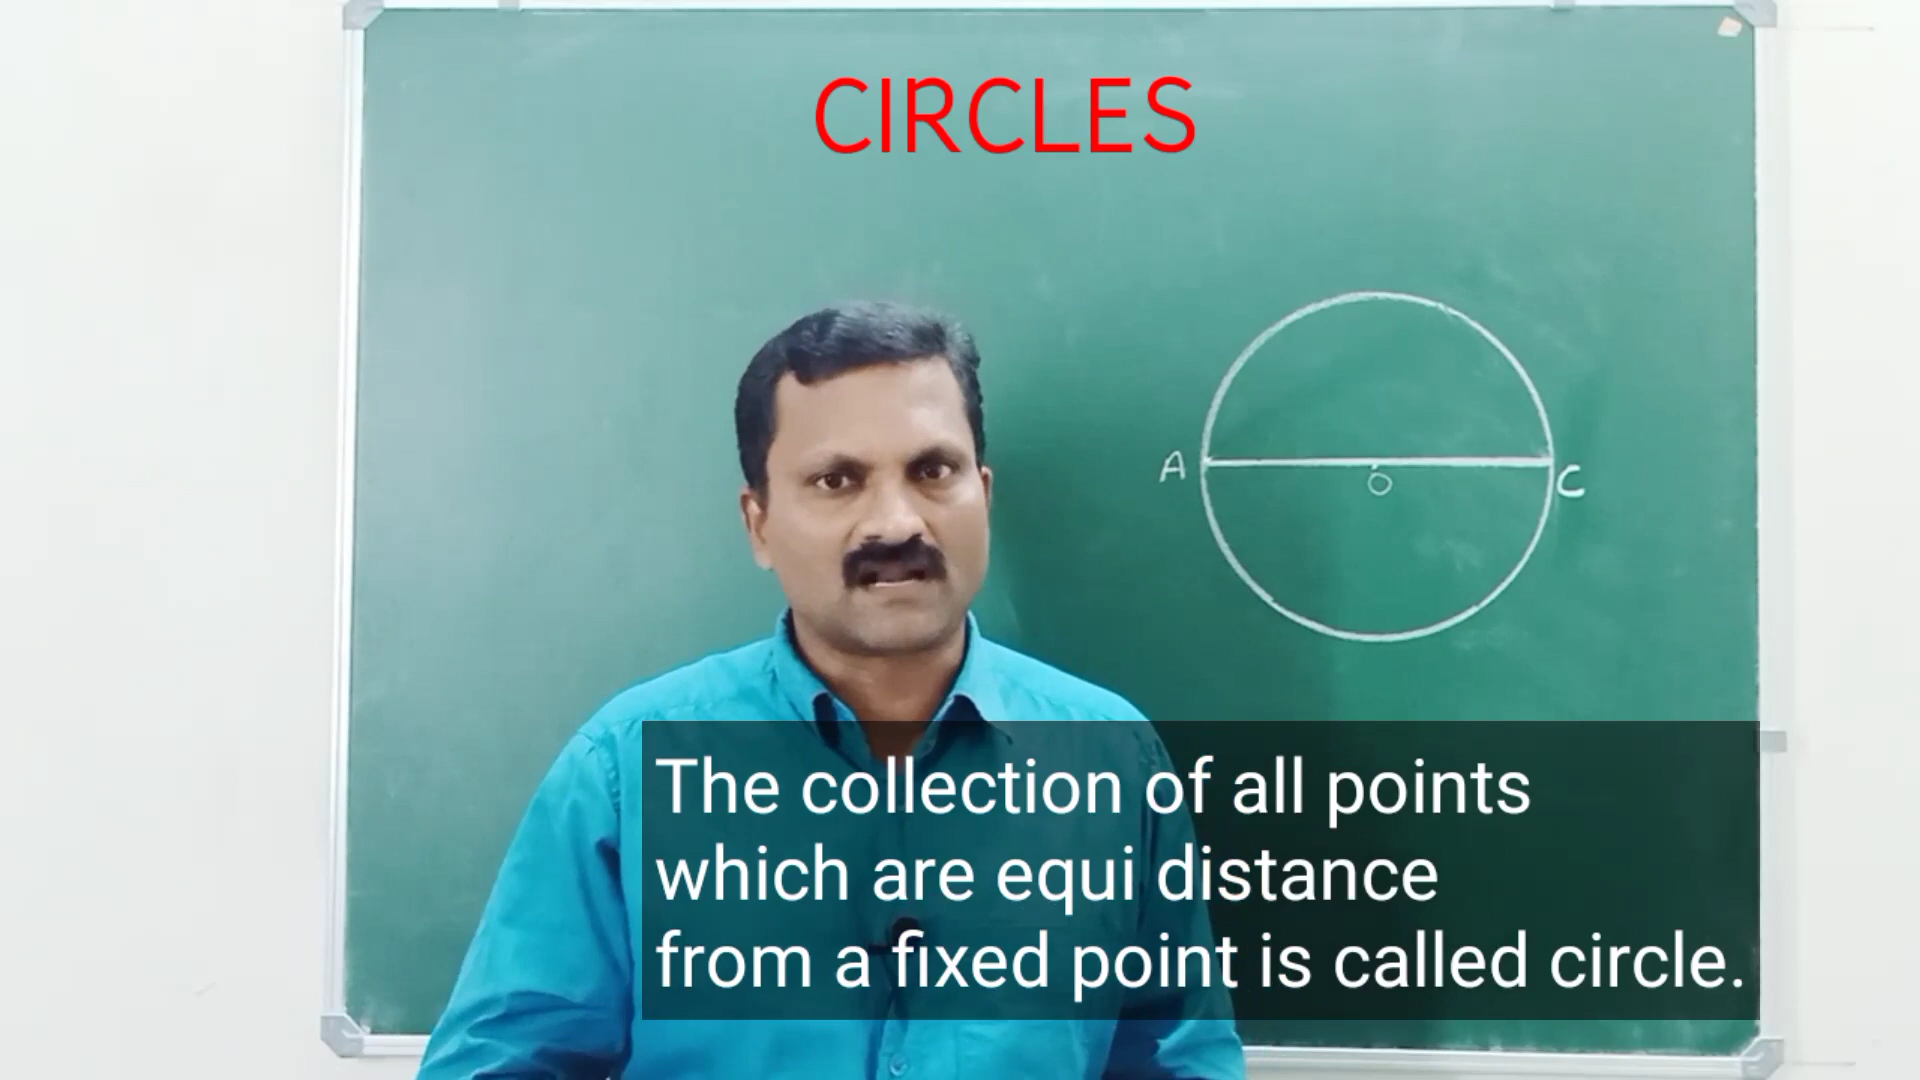 CIRCLES
A
O
C
The collection of all points
which are equi distance
from a fixed point is called circle.